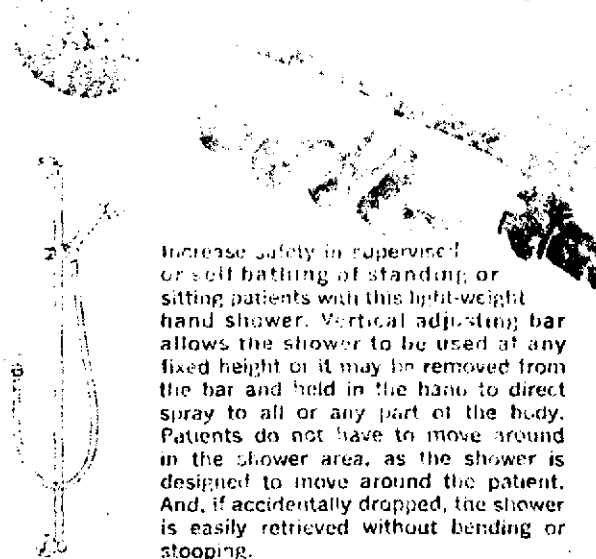 Increase safety in supervised
or self bathing of standing or
sitting patients with this light-weight
hand shower. Vertical adjusting bar
allows the shower to be used at any
fixed height or it may be removed from
the bar and held in the hand to direct
spray to all or any part of the body.
Patients do not have to move around
in the shower area, as the shower is
designed to move around the patient.
And, if accidentally dropped, the shower
is easily retrieved without bending or
stooping.